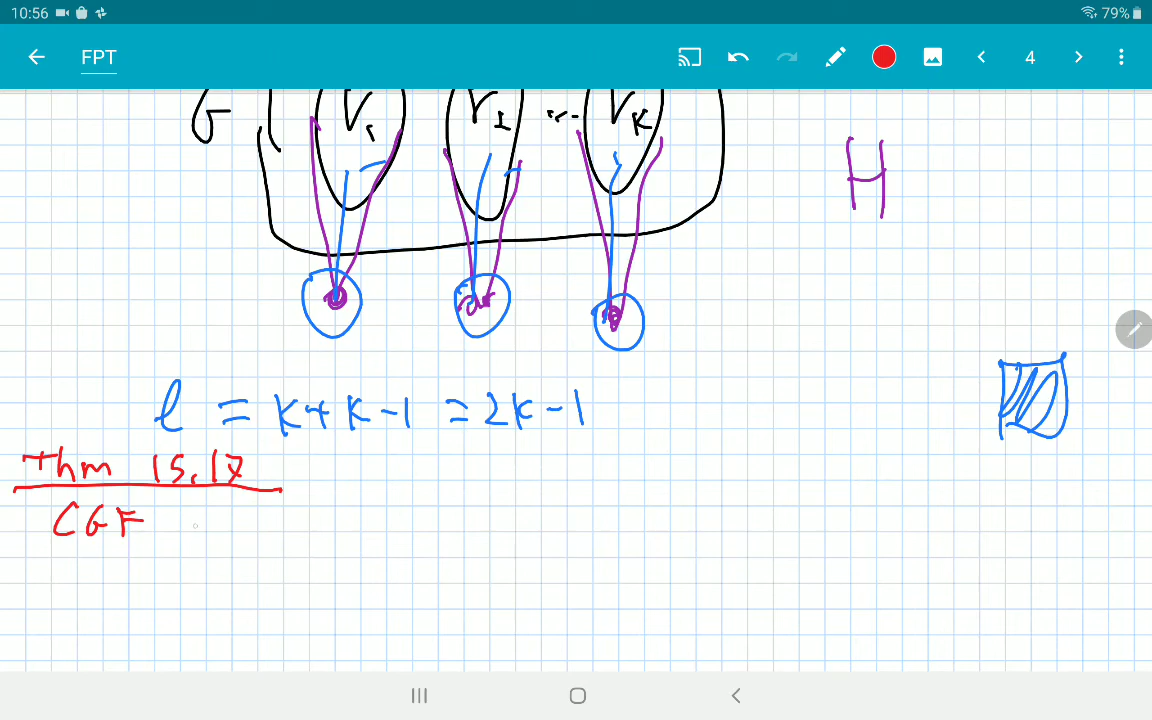 10:56 79%
FPT 4
G V1 V2 ... VK
H
l = k+k-1 = 2k-1
Thm 15.17
CGF